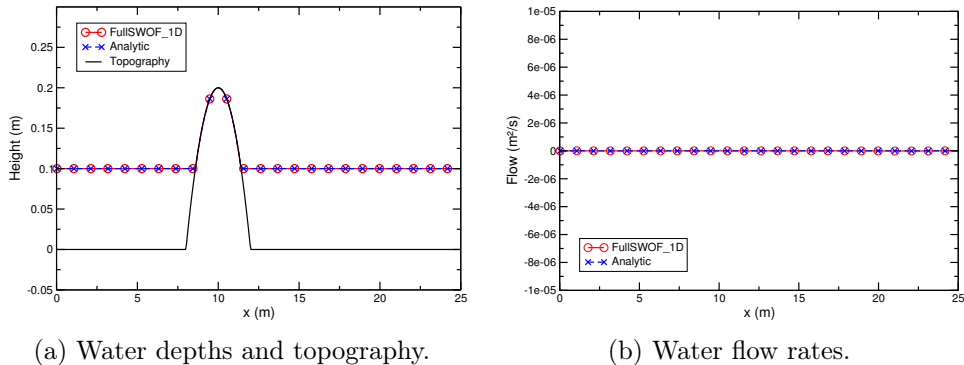 FullSWOF_1D
Analytic
Topography
0.25
0.2
0.15
0.1
0.05
0
-0.05
Height (m)
0 5 10 15 20 25
x (m)
(a) Water depths and topography.
1e-05
8e-06
6e-06
4e-06
2e-06
0
-2e-06
-4e-06
-6e-06
-8e-06
-1e-05
Flow (m²/s)
FullSWOF_1D
Analytic
0 5 10 15 20 25
x (m)
(b) Water flow rates.